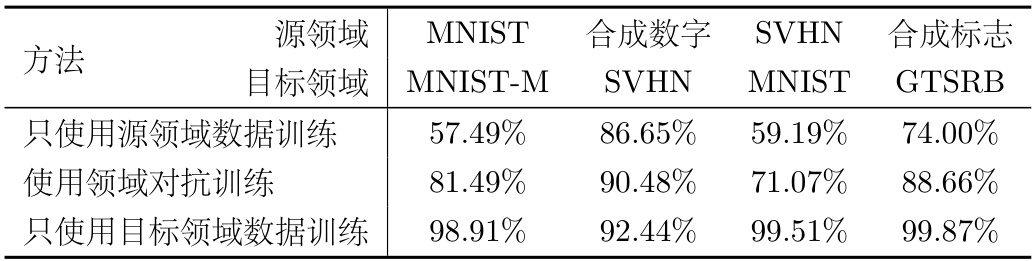 源领域 MNIST 合成数字 SVHN 合成标志
方法
目标领域 MNIST-M SVHN MNIST GTSRB
只使用源领域数据训练 57.49% 86.65% 59.19% 74.00%
使用领域对抗训练 81.49% 90.48% 71.07% 88.66%
只使用目标领域数据训练 98.91% 92.44% 99.51% 99.87%